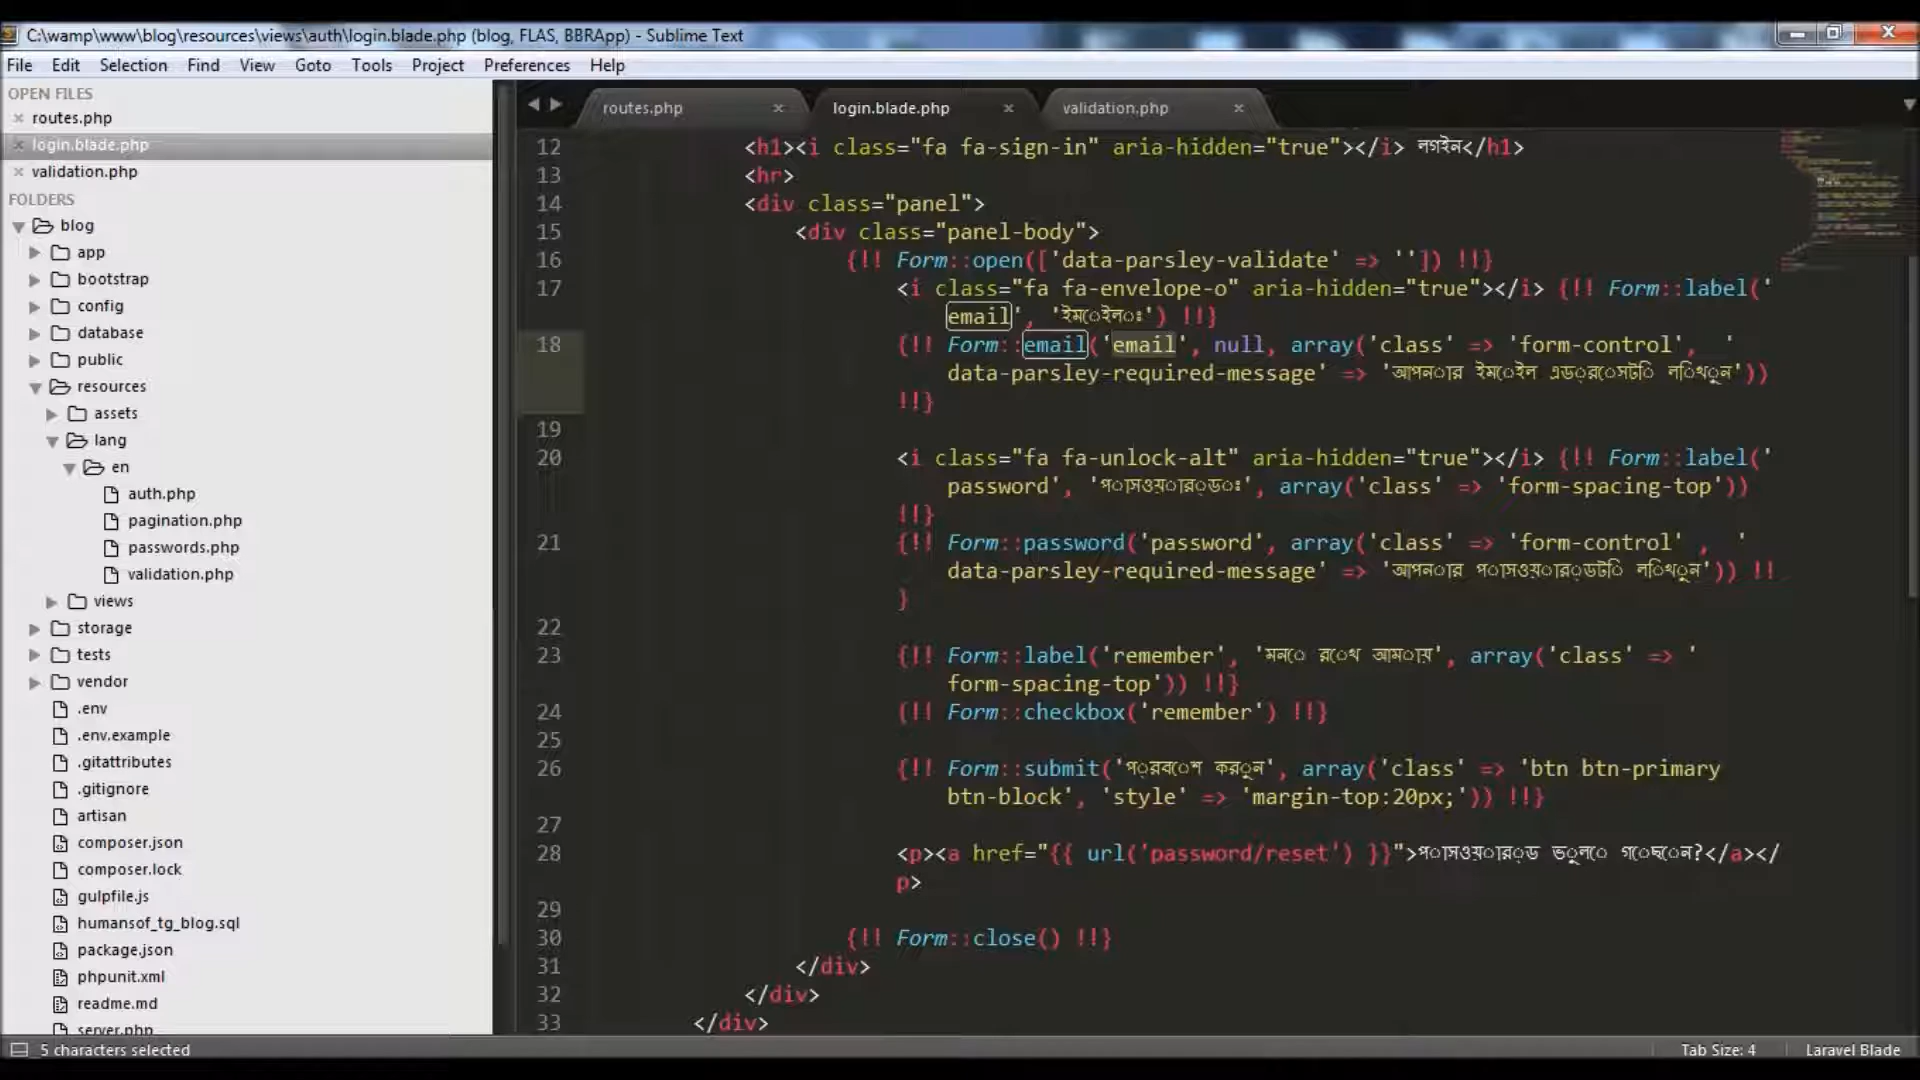 C:\wamp\www\blog\resources\views\auth\login.blade.php (blog, FLAS, BBRApp) - Sublime Text
File Edit Selection Find View Goto Tools Project Preferences Help
OPEN FILES
routes.php
login.blade.php
validation.php
FOLDERS
blog
app
bootstrap
config
database
public
resources
assets
lang
en
auth.php
pagination.php
passwords.php
validation.php
views
storage
tests
vendor
.env
.env.example
.gitattributes
.gitignore
artisan
composer.json
composer.lock
gulpfile.js
humansof_tg_blog.sql
package.json
phpunit.xml
readme.md
server.php
routes.php login.blade.php validation.php
12 <h1><i class="fa fa-sign-in" aria-hidden="true"></i> লগইন</h1>
13 <hr>
14 <div class="panel">
15 <div class="panel-body">
16 {!! Form::open(['data-parsley-validate' => '']) !!}
17 <i class="fa fa-envelope-o" aria-hidden="true"></i> {!! Form::label('
email', 'ইমেইলঃ') !!}
18 {!! Form::email('email', null, array('class' => 'form-control', '
data-parsley-required-message' => 'আপনার ইমেইল এড্রেসটি লিখুন'))
!!}
19
20 <i class="fa fa-unlock-alt" aria-hidden="true"></i> {!! Form::label('
password', 'পাসওয়ার্ডঃ', array('class' => 'form-spacing-top'))
!!}
21 {!! Form::password('password', array('class' => 'form-control' , '
data-parsley-required-message' => 'আপনার পাসওয়ার্ডটি লিখুন')) !!
}
22
23 {!! Form::label('remember', 'মনে রেখ আমায়', array('class' => '
form-spacing-top')) !!}
24 {!! Form::checkbox('remember') !!}
25
26 {!! Form::submit('প্রবেশ করুন', array('class' => 'btn btn-primary
btn-block', 'style' => 'margin-top:20px;')) !!}
27
28 <p><a href="{{ url('password/reset') }}">পাসওয়ার্ড ভুলে গেছেন?</a></
p>
29
30 {!! Form::close() !!}
31 </div>
32 </div>
33 </div>
5 characters selected
Tab Size: 4
Laravel Blade